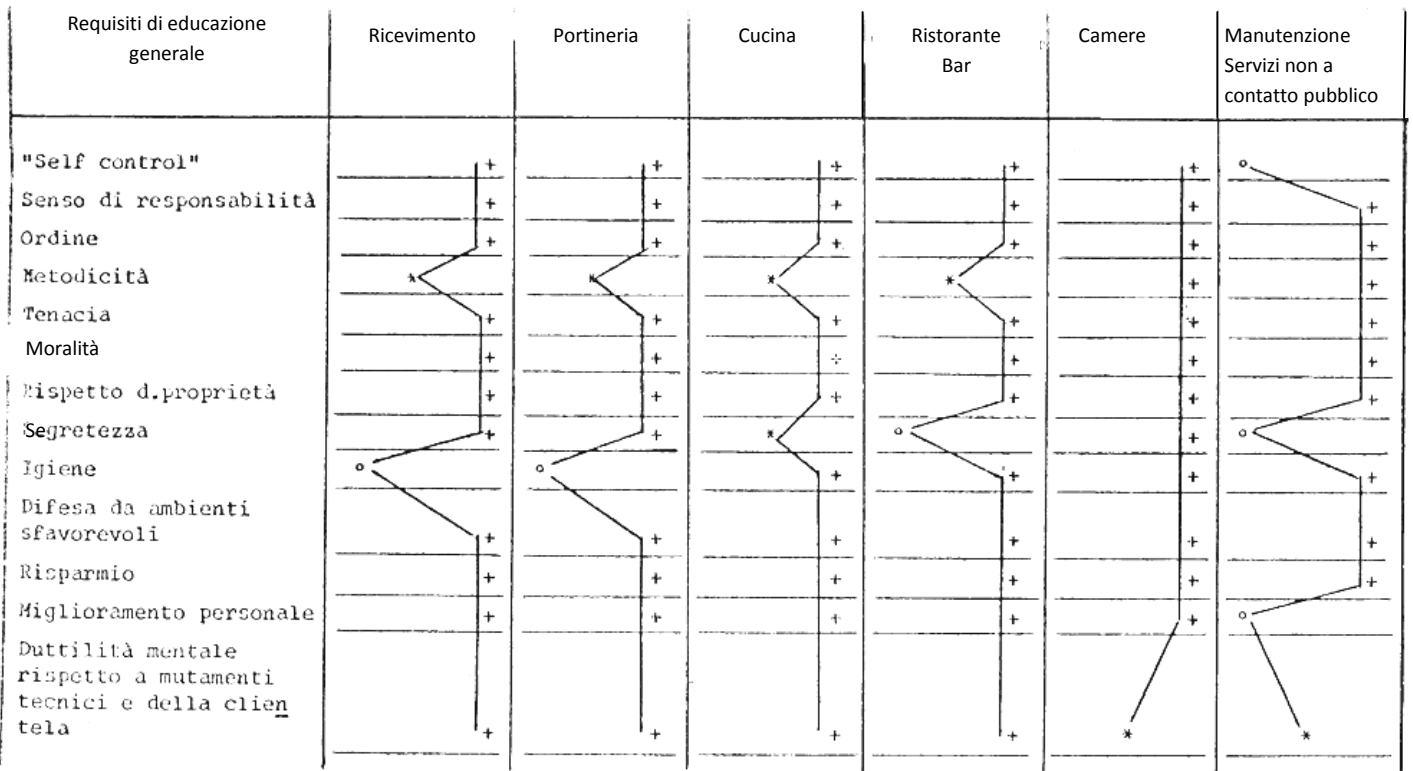 Requisiti di educazione
generale
Ricevimento
Portineria
Cucina
Ristorante
Bar
Camere
Manutenzione
Servizi non a
contatto pubblico
"Self control"
Senso di responsabilità
Ordine
Metodicità
Tenacia
Moralità
Rispetto d.proprietà
Segretezza
Igiene
Difesa da ambienti
sfavorevoli
Risparmio
Miglioramento personale
Duttilità mentale
rispetto a mutamenti
tecnici e della clien
tela